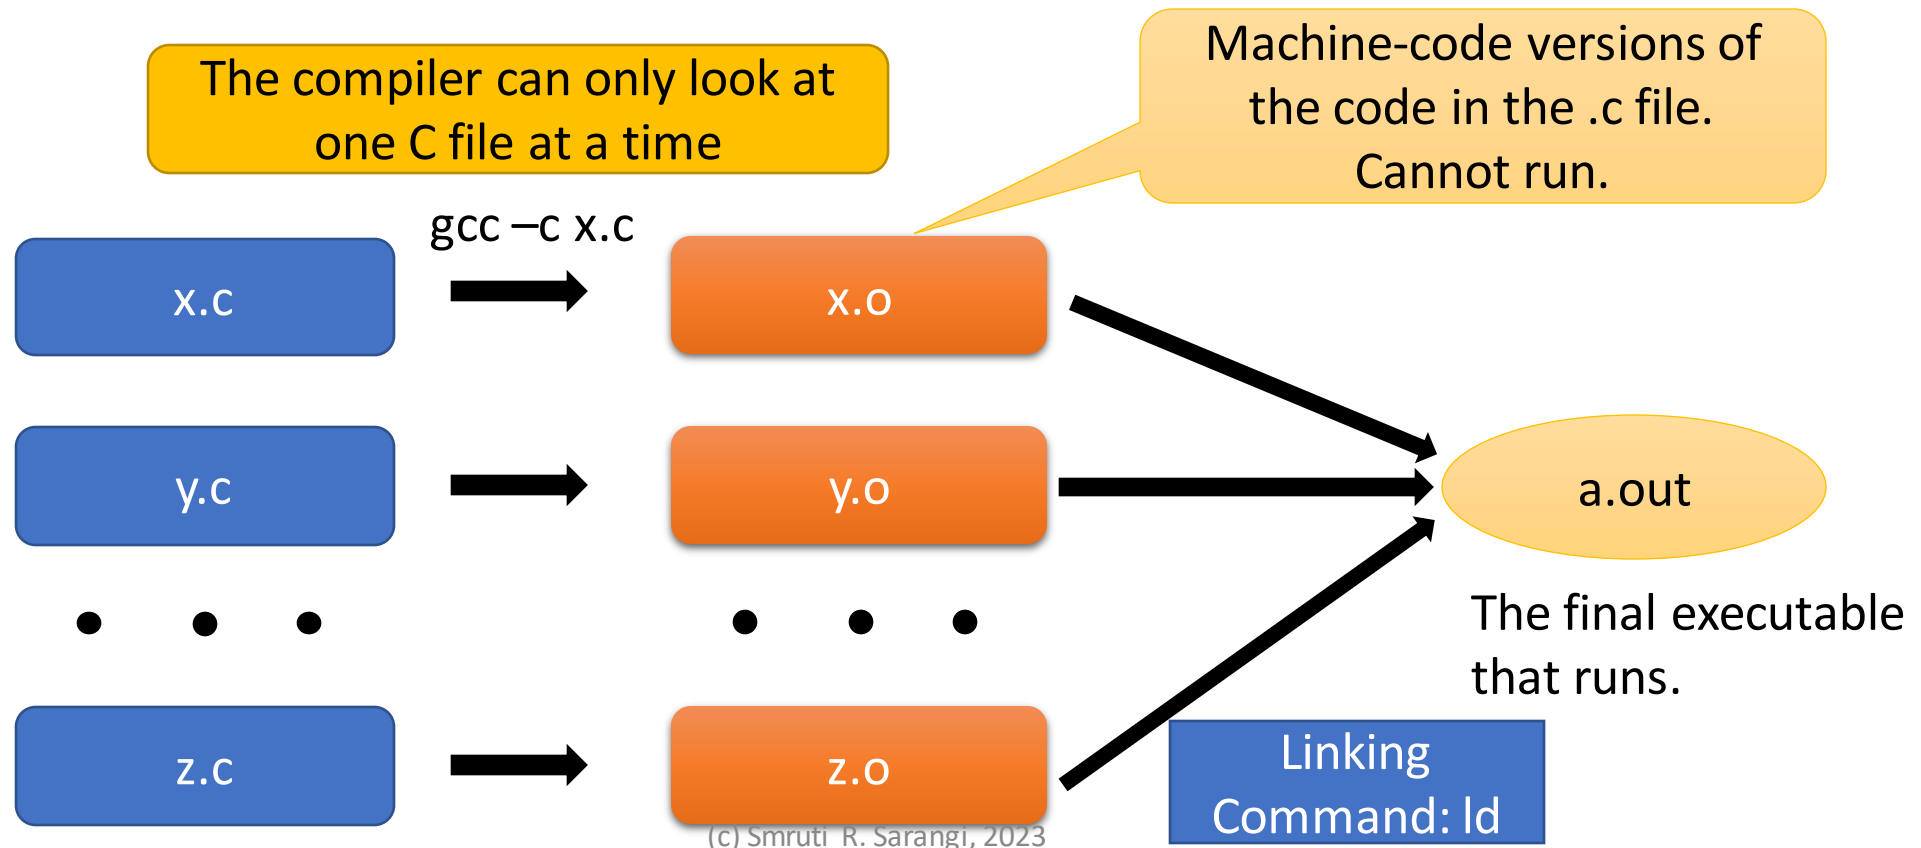 The compiler can only look at
one C file at a time
Machine-code versions of
the code in the .c file.
Cannot run.
gcc –c x.c
x.c
x.o
y.c
y.o
a.out
The final executable
that runs.
z.c
z.o
Linking
Command: ld
(c) Smruti R. Sarangi, 2023